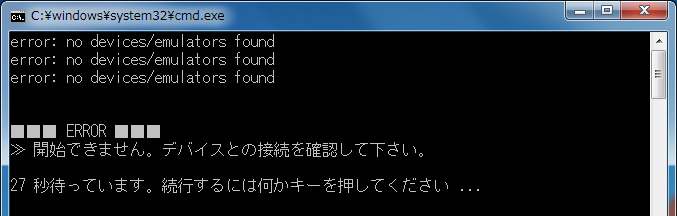 C:¥windows¥system32¥cmd.exe
error: no devices/emulators found
error: no devices/emulators found
error: no devices/emulators found
■■■ ERROR ■■■
≫ 開始できません。デバイスとの接続を確認して下さい。
27 秒待っています。続行するには何かキーを押してください ...